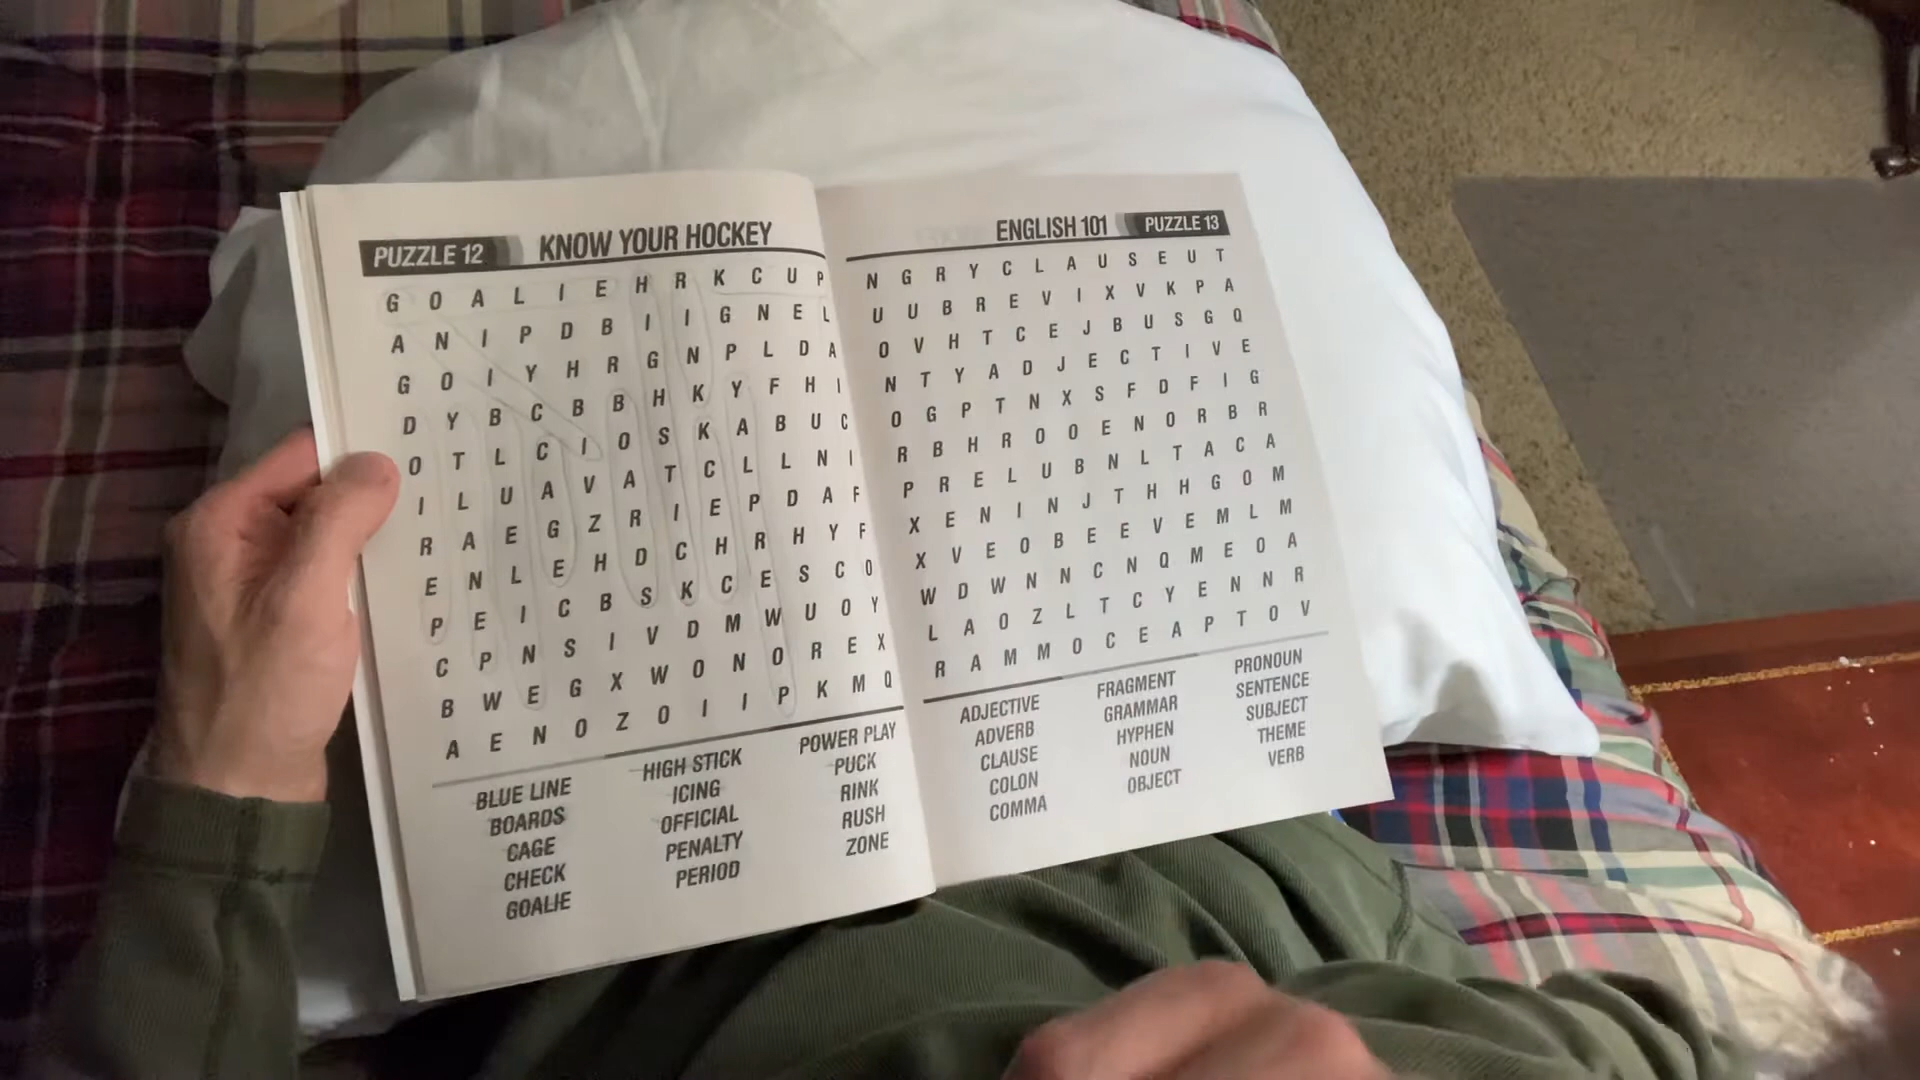 PUZZLE 12 KNOW YOUR HOCKEY
G O A L I E H R K C U P
A N I P D B I I G N E L
G O I Y H R G N P L D A
D Y B C B B H K Y F H I
O T L C I O S K A B U C
I L U A V A T C L L N I
R A E G Z R I E P D A F
E N L E H D C H R H Y F
P E I C B S K C E S C O
C P N S I V D M W U O Y
B W E G X W O N O R E X
A E N O Z O I I P K M Q
BLUE LINE
BOARDS
CAGE
CHECK
GOALIE
HIGH STICK
ICING
OFFICIAL
PENALTY
PERIOD
POWER PLAY
PUCK
RINK
RUSH
ZONE
ENGLISH 101 PUZZLE 13
N G R Y C L A U S E U T
U U B R E V I X V K P A
O V H T C E J B U S G Q
N T Y A D J E C T I V E
O G P T N X S F D F I G
R B H R O O E N O R B R
P R E L U B N L T A C A
X E N I N J T H H G O M
X V E O B E E V E M L M
W D W N N C N Q M E O A
L A O Z L T C Y E N N R
R A M M O C E A P T O V
ADJECTIVE
ADVERB
CLAUSE
COLON
COMMA
FRAGMENT
GRAMMAR
HYPHEN
NOUN
OBJECT
PRONOUN
SENTENCE
SUBJECT
THEME
VERB